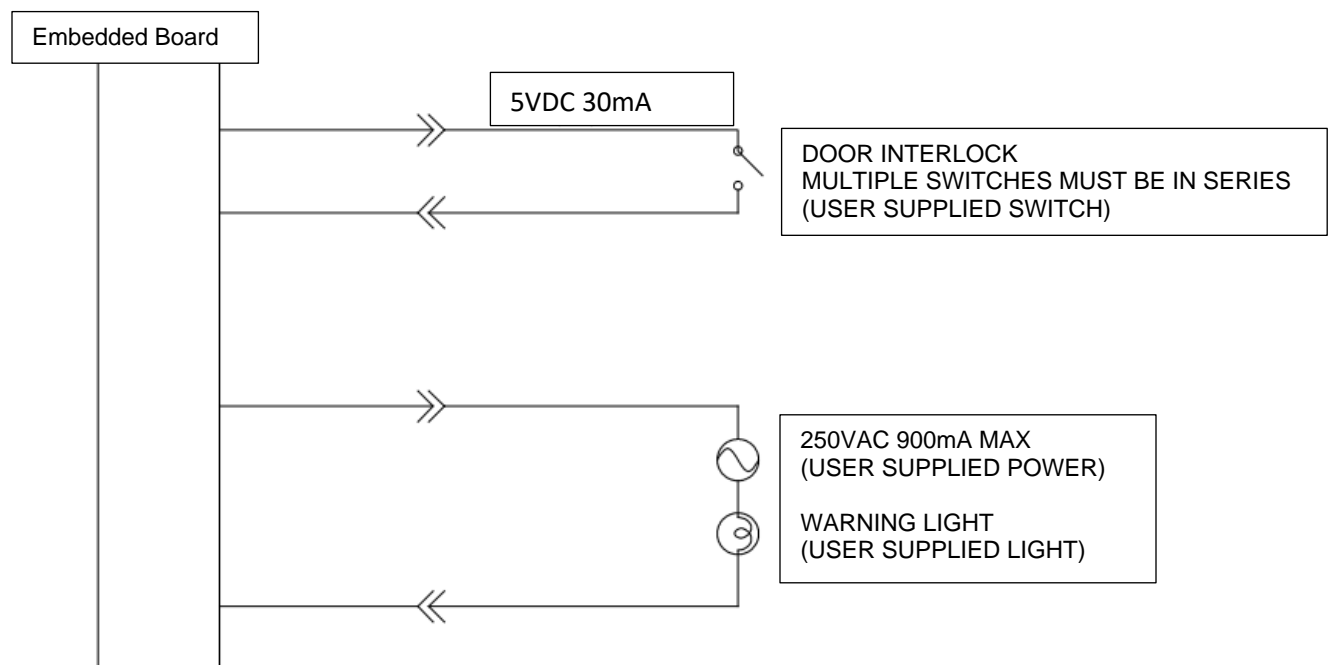 Embedded Board
5VDC 30mA
DOOR INTERLOCK
MULTIPLE SWITCHES MUST BE IN SERIES
(USER SUPPLIED SWITCH)
250VAC 900mA MAX
(USER SUPPLIED POWER)
WARNING LIGHT
(USER SUPPLIED LIGHT)